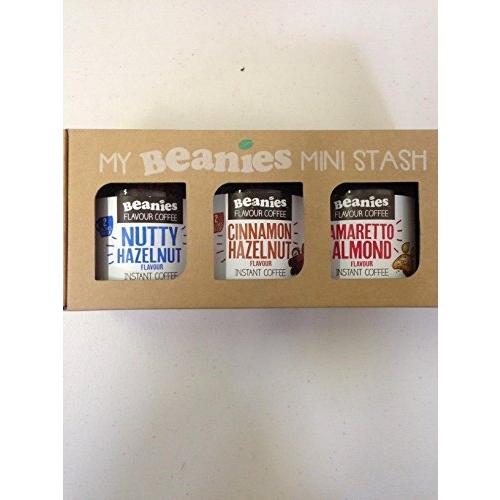 MY Beanies MINI STASH
Beanies
FLAVOUR COFFEE
NUTTY
HAZELNUT
FLAVOUR
INSTANT COFFEE
Beanies
FLAVOUR COFFEE
CINNAMON
HAZELNUT
FLAVOUR
INSTANT COFFEE
Beanies
FLAVOUR COFFEE
AMARETTO
ALMOND
FLAVOUR
INSTANT COFFEE